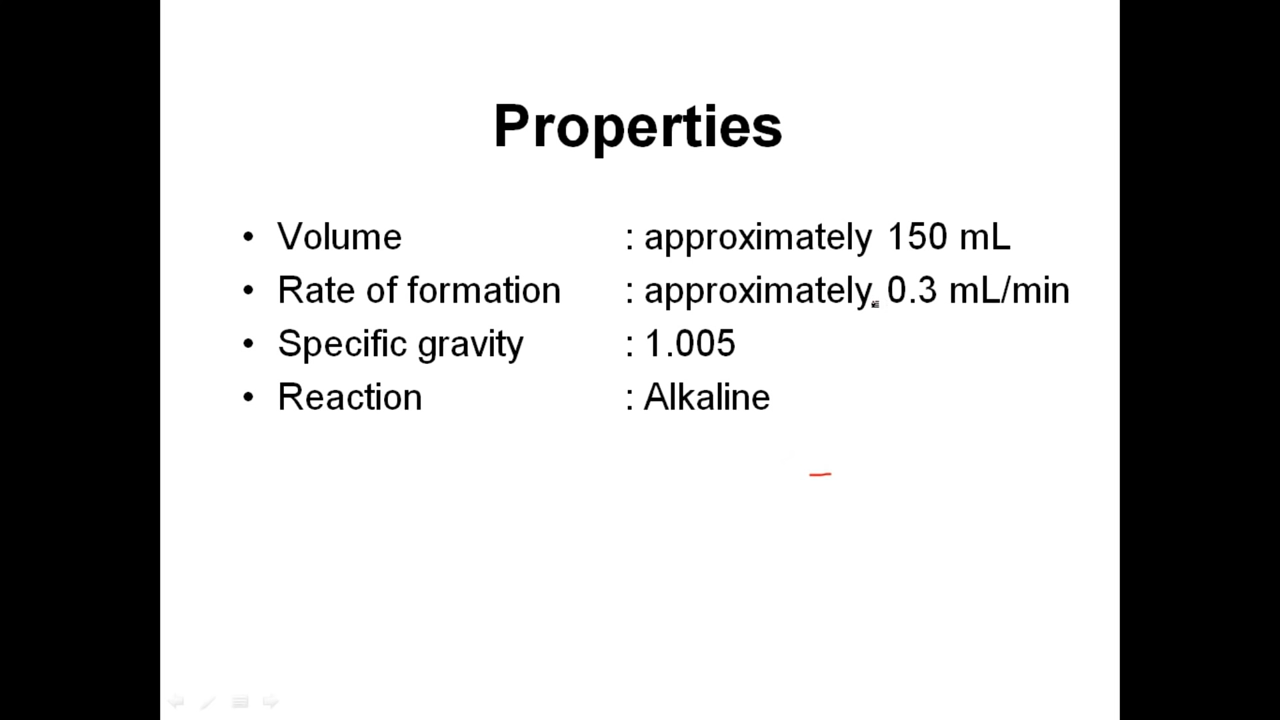 Properties
• Volume : approximately 150 mL
• Rate of formation : approximately 0.3 mL/min
• Specific gravity : 1.005
• Reaction : Alkaline